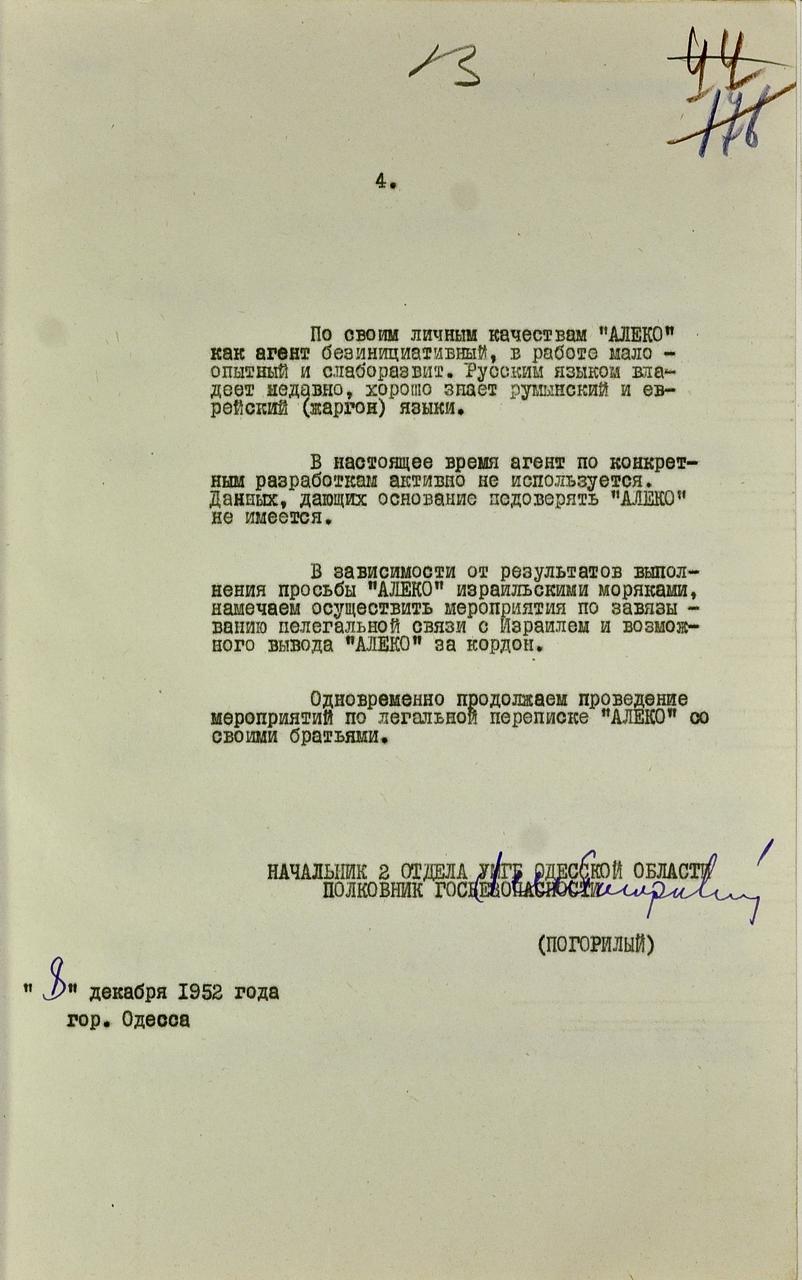 13
44
176
4.
По своим личным качествам "АЛЕКО"
как агент безинициативный, в работе мало -
опытный и слаборазвит. Русским языком вла-
деет недавно, хорошо знает румынский и ев-
рейский (жаргон) языки.
В настоящее время агент по конкрет-
ным разработкам активно не используется.
Данных, дающих основание недоверять "АЛЕКО"
не имеется.
В зависимости от результатов выпол-
нения просьбы "АЛЕКО" израильскими моряками,
намечаем осуществить мероприятия по завязы -
ванию нелегальной связи с Израилем и возмож-
ного вывода "АЛЕКО" за кордон.
Одновременно продолжаем проведение
мероприятий по легальной переписке "АЛЕКО" со
своими братьями.
НАЧАЛЬНИК 2 ОТДЕЛА УМГБ ОДЕССКОЙ ОБЛАСТИ
ПОЛКОВНИК ГОСБЕЗОПАСНОСТИ
(ПОГОРИЛЫЙ)
"8" декабря 1952 года
гор. Одесса